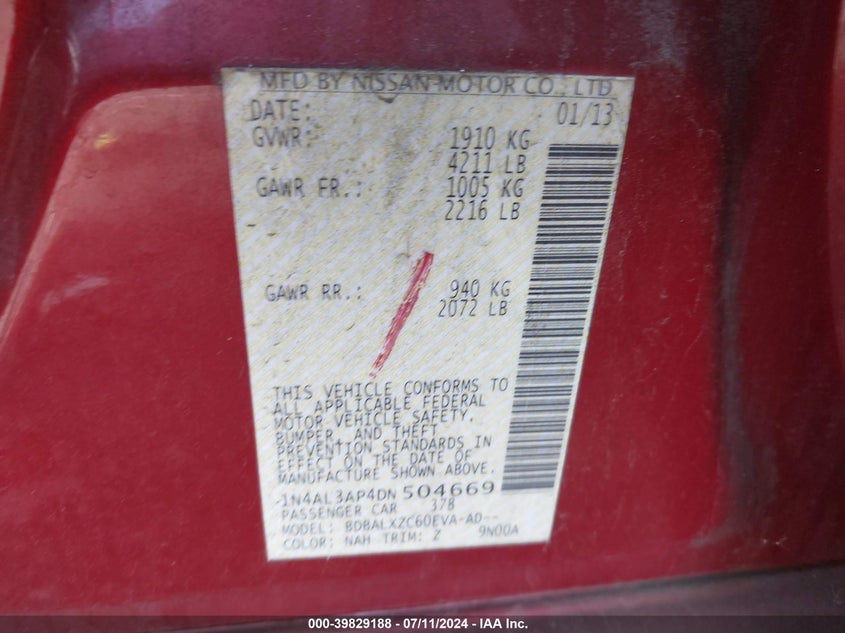 MFD BY NISSAN MOTOR CO., LTD
DATE: 01/13
GVWR: 1910 KG
4211 LB
GAWR FR.: 1005 KG
2216 LB
GAWR RR.: 940 KG
2072 LB
THIS VEHICLE CONFORMS TO
ALL APPLICABLE FEDERAL
MOTOR VEHICLE SAFETY,
BUMPER, AND THEFT
PREVENTION STANDARDS IN
EFFECT ON THE DATE OF
MANUFACTURE SHOWN ABOVE.
1N4AL3AP4DN 504669
PASSENGER CAR 378
MODEL: BDBALXZC60EVA-AD--
COLOR: NAH TRIM: Z 9N00A
000-39829188 - 07/11/2024 - IAA Inc.